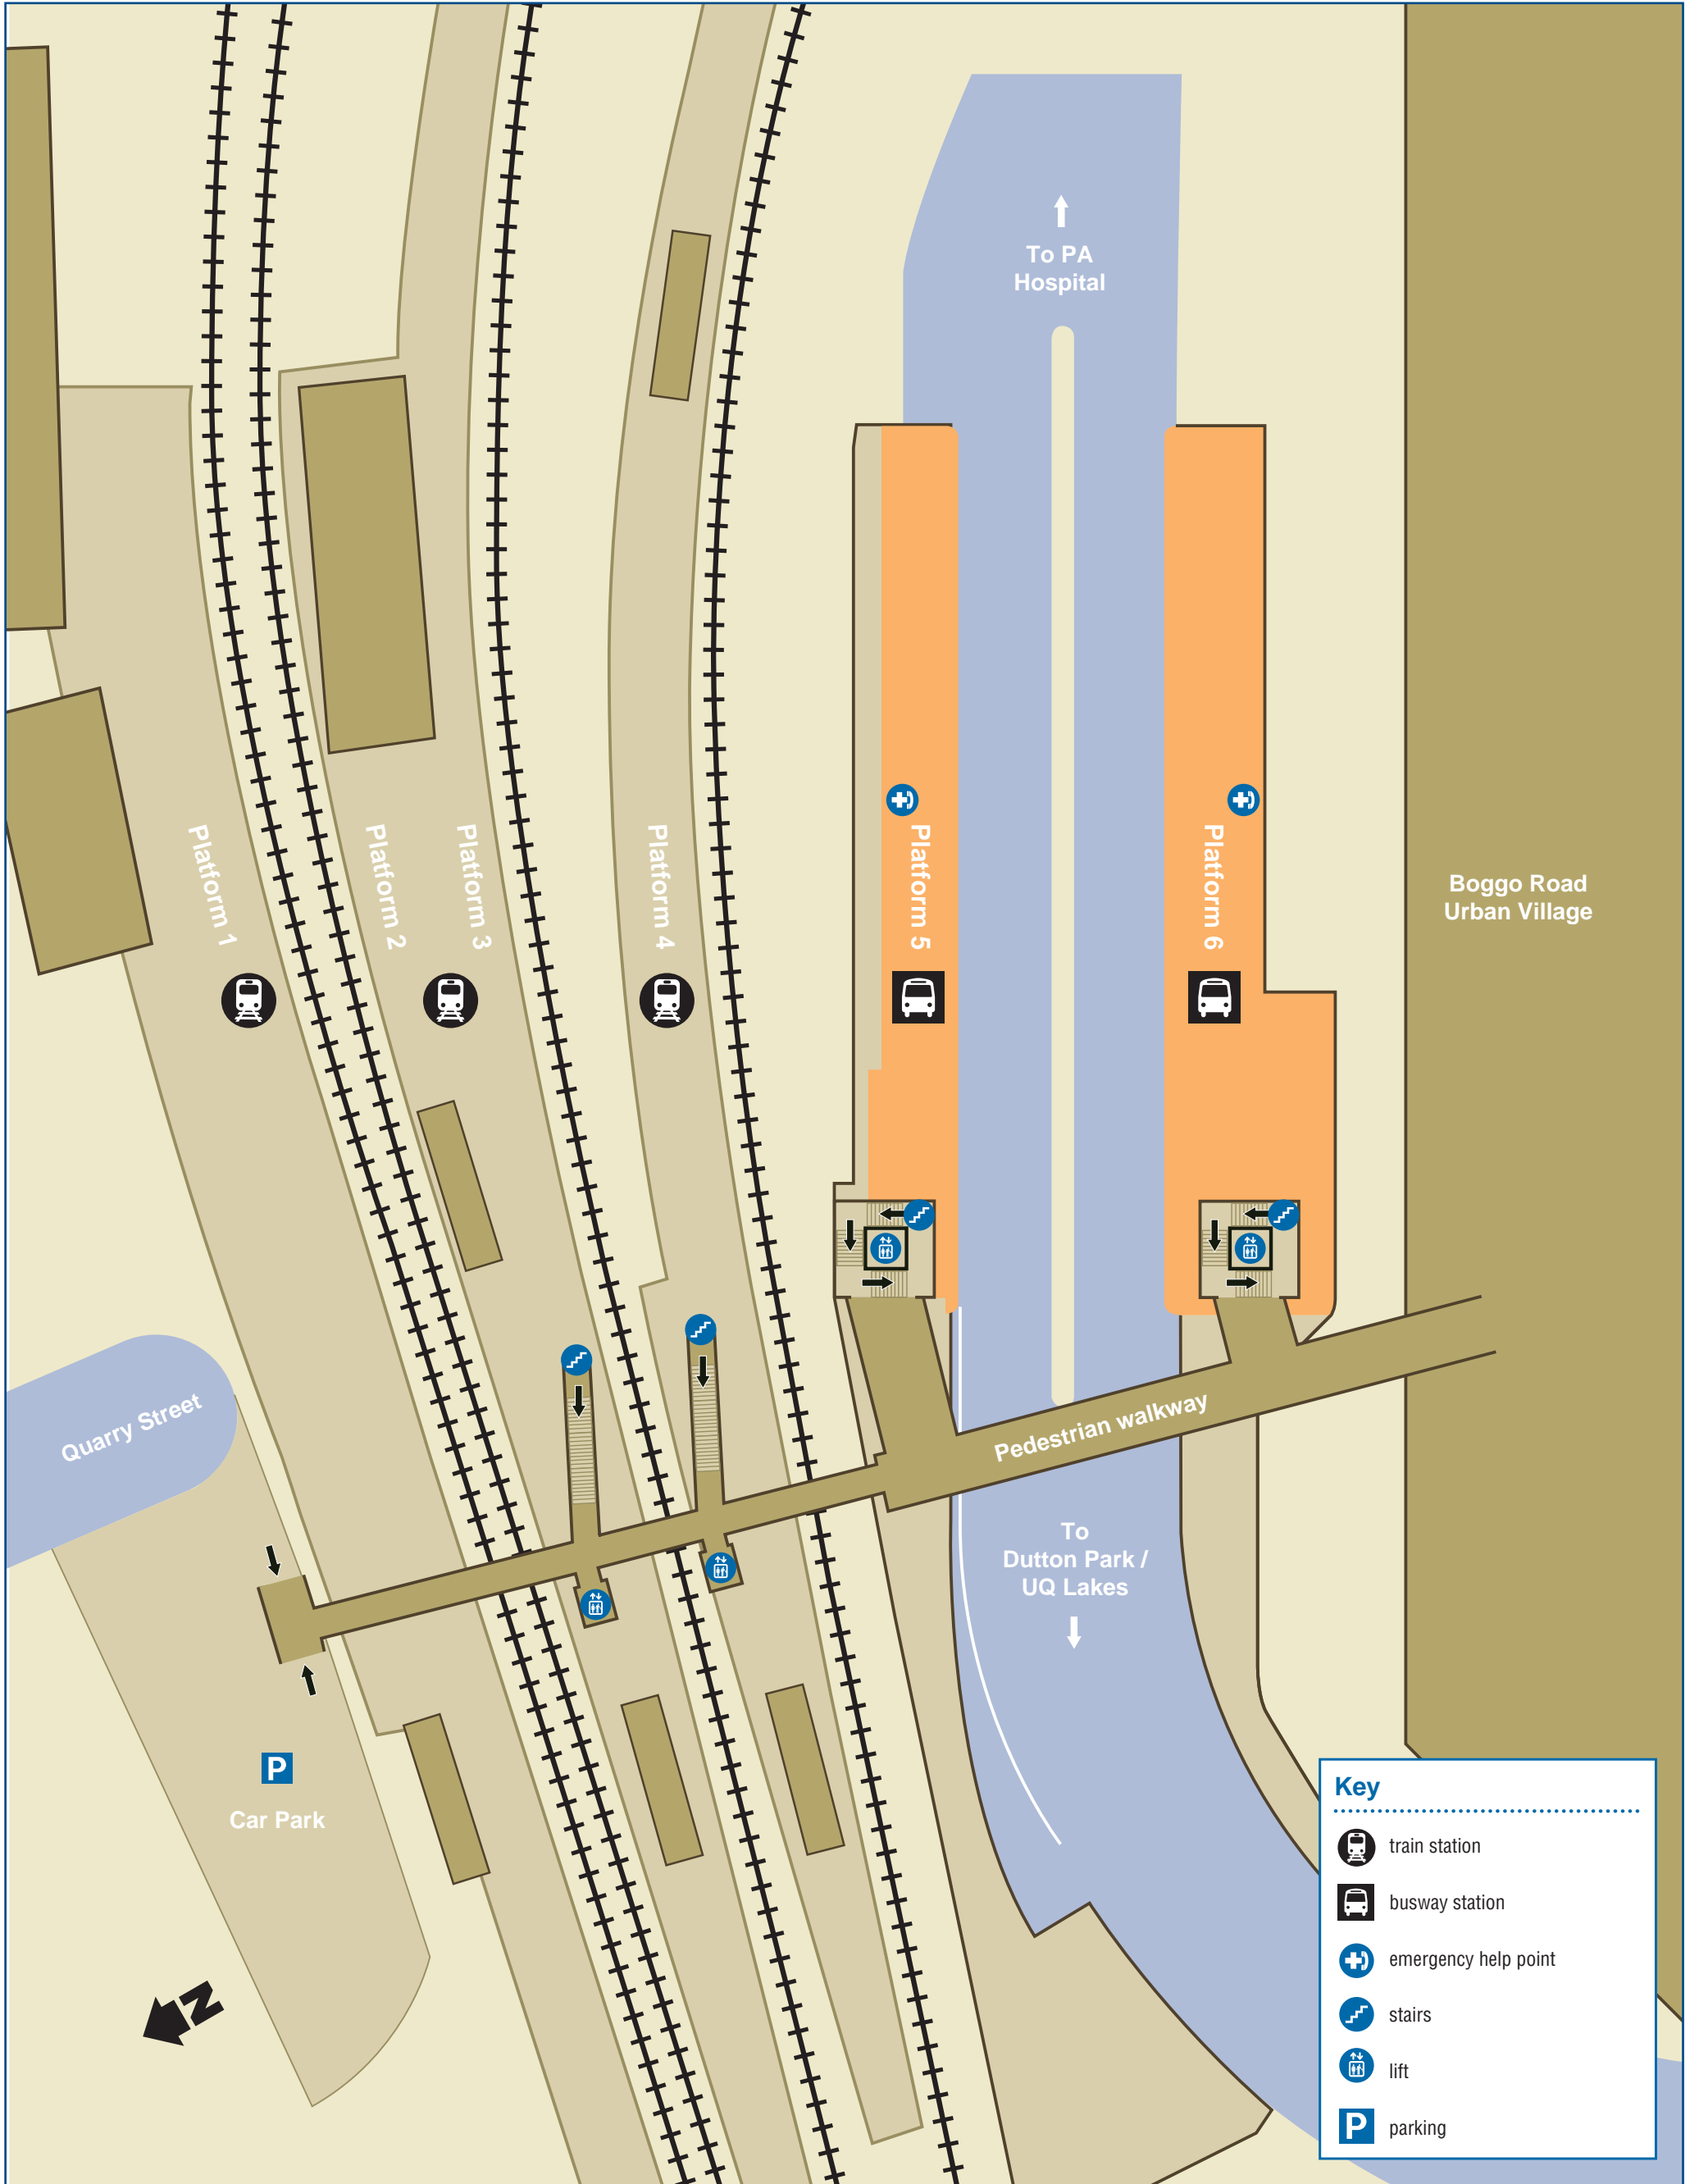 To PA
Hospital
Platform 1
Platform 2
Platform 3
Platform 4
Platform 5
Platform 6
Boggo Road
Urban Village
Quarry Street
Pedestrian walkway
To
Dutton Park /
UQ Lakes
P
Car Park
N
Key
train station
busway station
emergency help point
stairs
lift
P parking